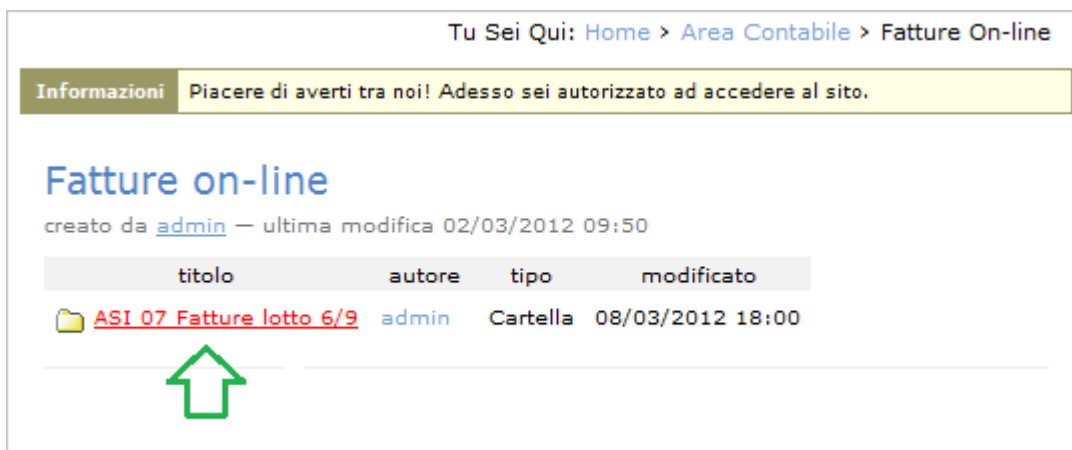 Tu Sei Qui: Home > Area Contabile > Fatture On-line
Informazioni Piacere di averti tra noi! Adesso sei autorizzato ad accedere al sito.
Fatture on-line
creato da admin — ultima modifica 02/03/2012 09:50
titolo autore tipo modificato
ASI 07 Fatture lotto 6/9 admin Cartella 08/03/2012 18:00